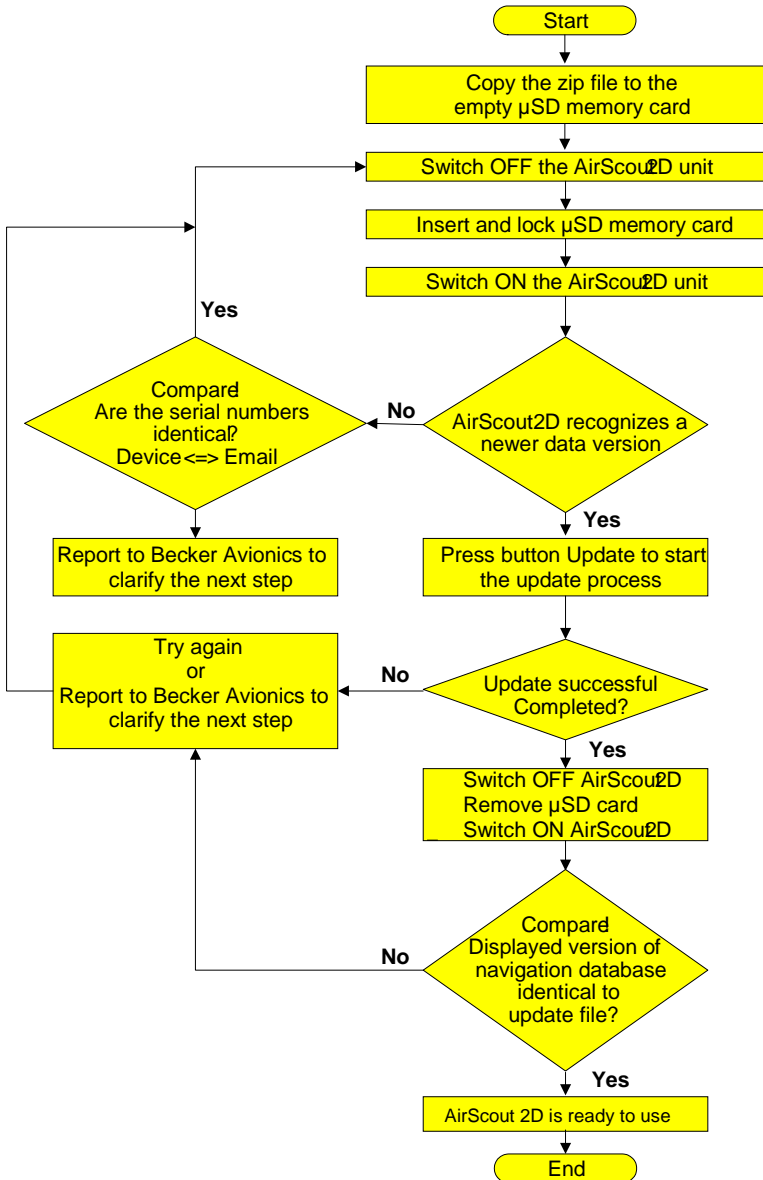 Start
Copy the zip file to the
empty µSD memory card
Switch OFF the AirScout2D unit
Insert and lock µSD memory card
Switch ON the AirScout2D unit
Yes
Compare:
Are the serial numbers
identical?
Device <=> Email
No
AirScout2D recognizes a
newer data version
Yes
Report to Becker Avionics to
clarify the next step
Press button Update to start
the update process
Try again
or
Report to Becker Avionics to
clarify the next step
No
Update successful
Completed?
Yes
Switch OFF AirScout2D
Remove µSD card
_ Switch ON AirScout2D
No
Compare:
Displayed version of
navigation database
identical to
update file?
Yes
AirScout 2D is ready to use
End